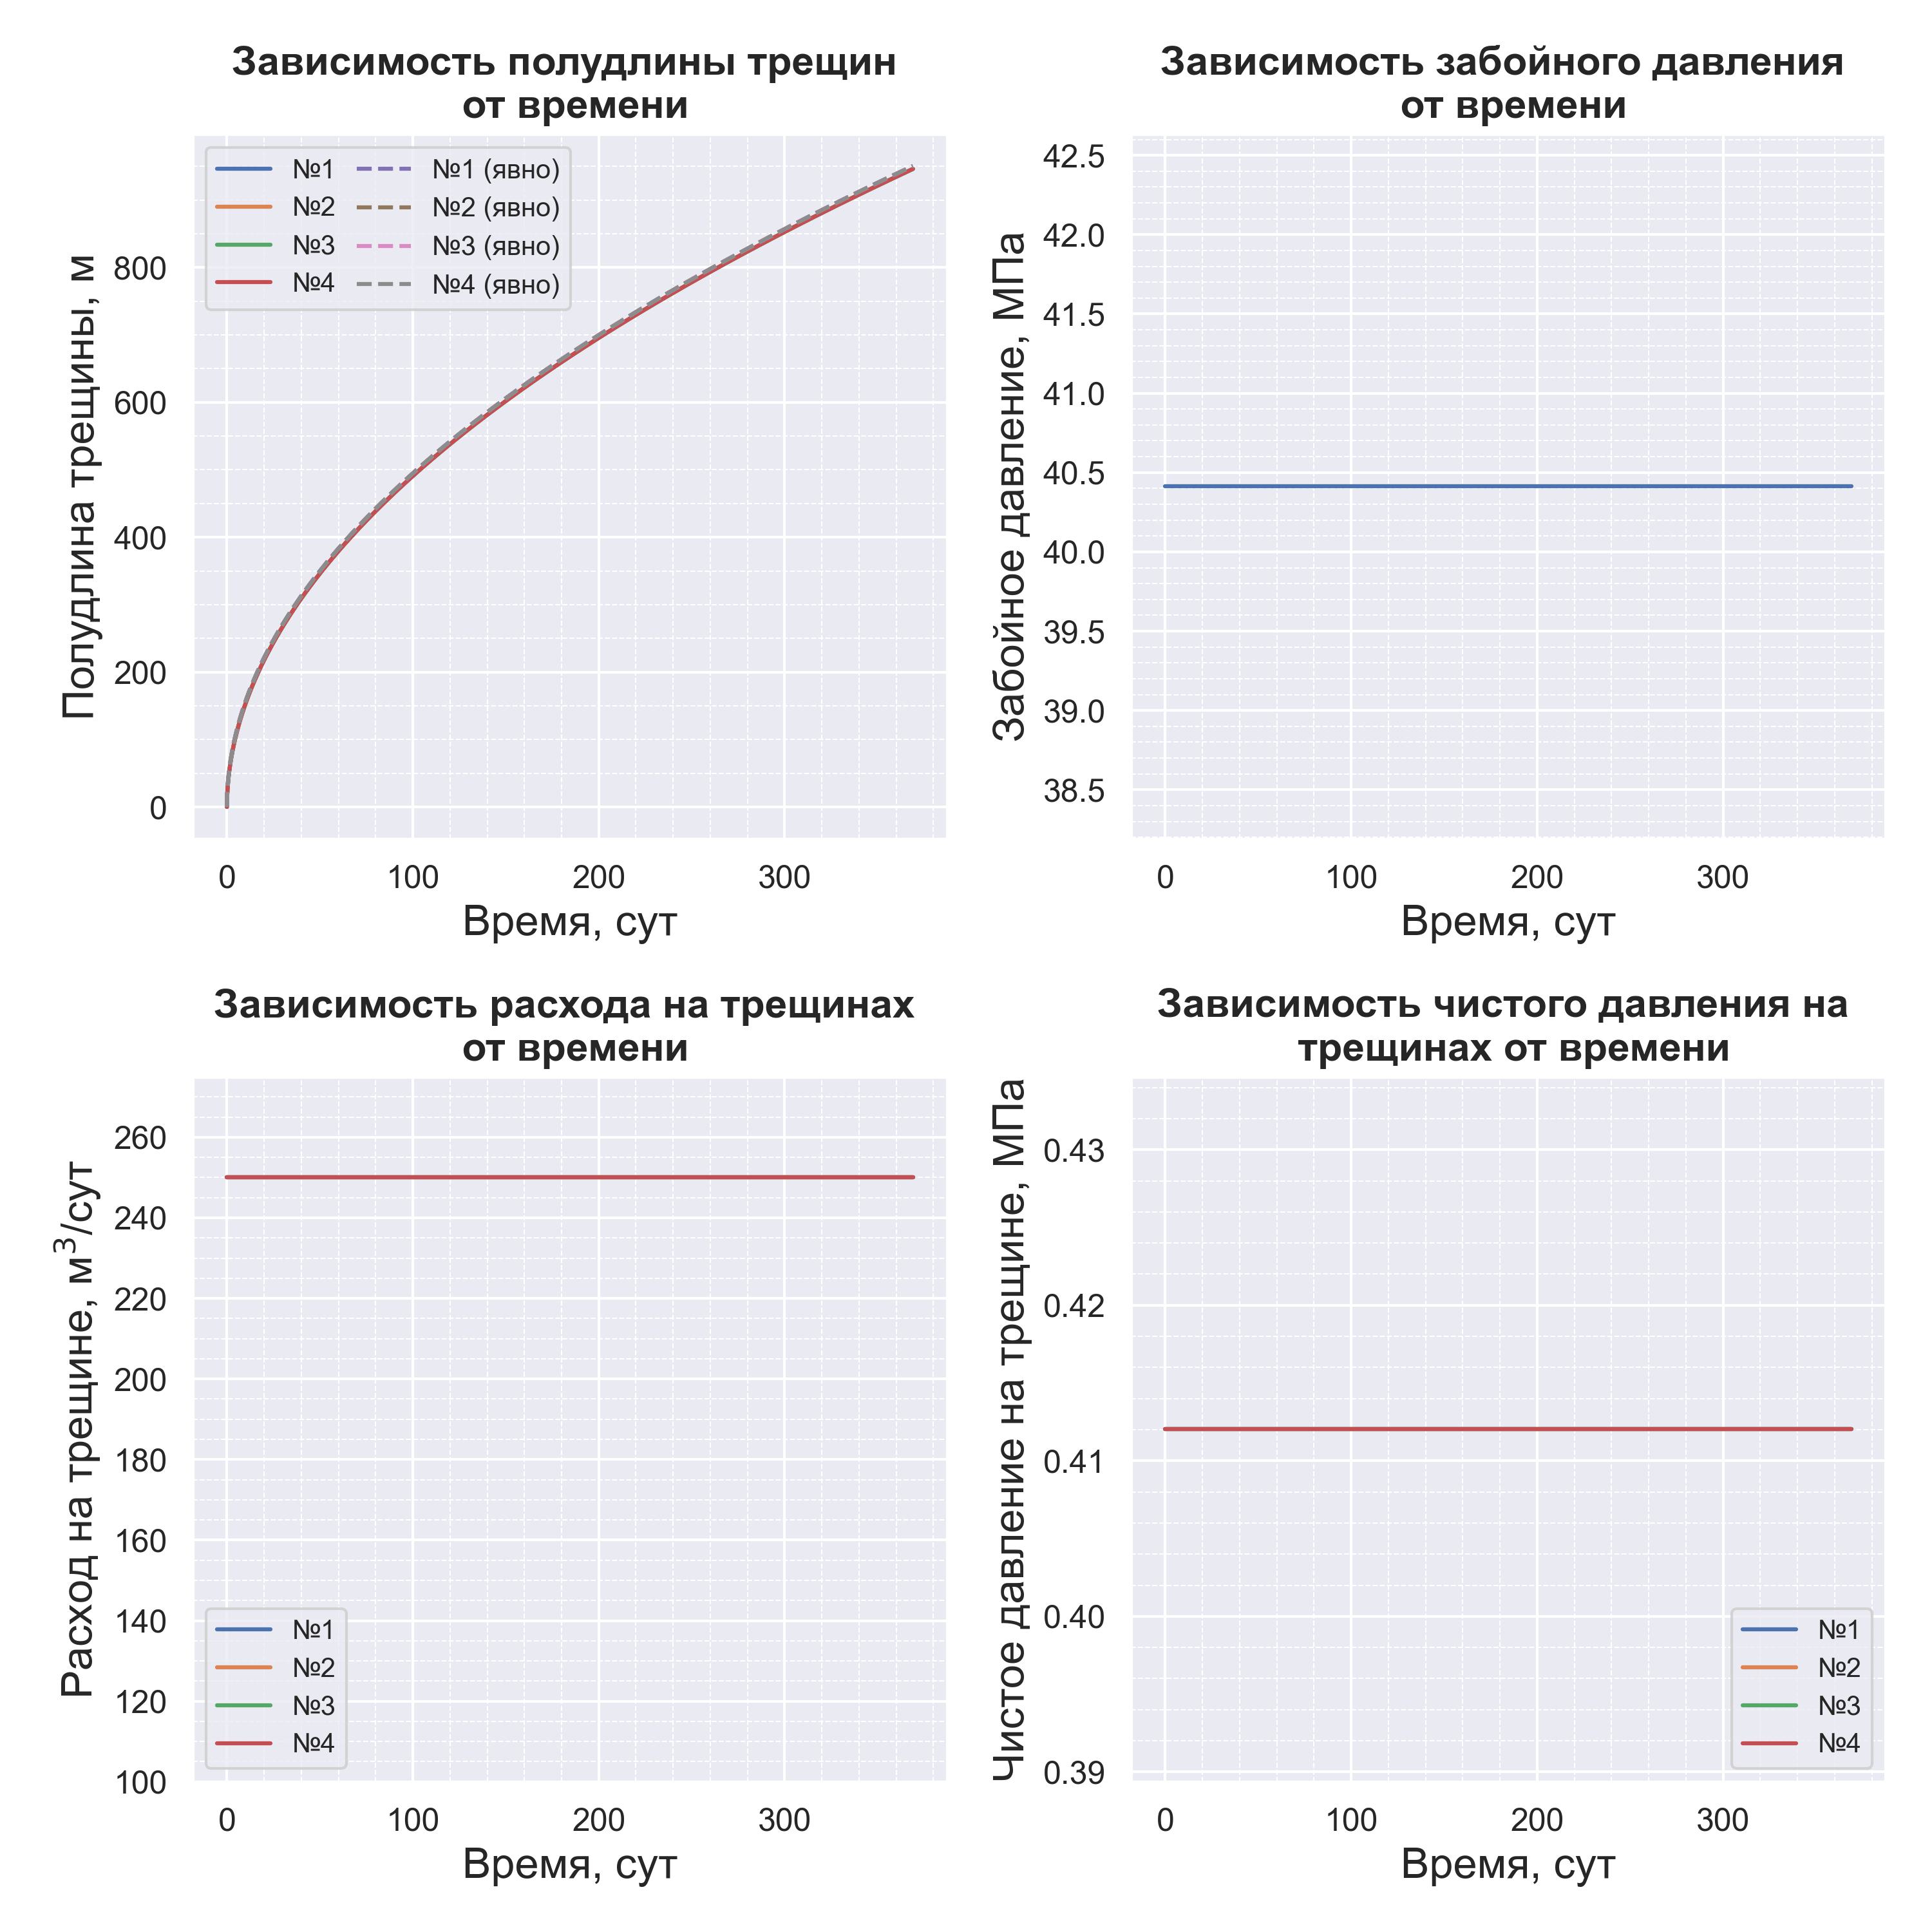 Зависимость полудлины трещин
от времени
Полудлина трещины, м
№1
№2
№3
№4
№1 (явно)
№2 (явно)
№3 (явно)
№4 (явно)
800
600
400
200
0
0 100 200 300
Время, сут
Зависимость забойного давления
от времени
Забойное давление, МПа
42.5
42.0
41.5
41.0
40.5
40.0
39.5
39.0
38.5
0 100 200 300
Время, сут
Зависимость расхода на трещинах
от времени
Расход на трещине, м³/сут
260
240
220
200
180
160
140
120
100
№1
№2
№3
№4
0 100 200 300
Время, сут
Зависимость чистого давления на
трещинах от времени
Чистое давление на трещине, МПа
0.43
0.42
0.41
0.40
0.39
№1
№2
№3
№4
0 100 200 300
Время, сут